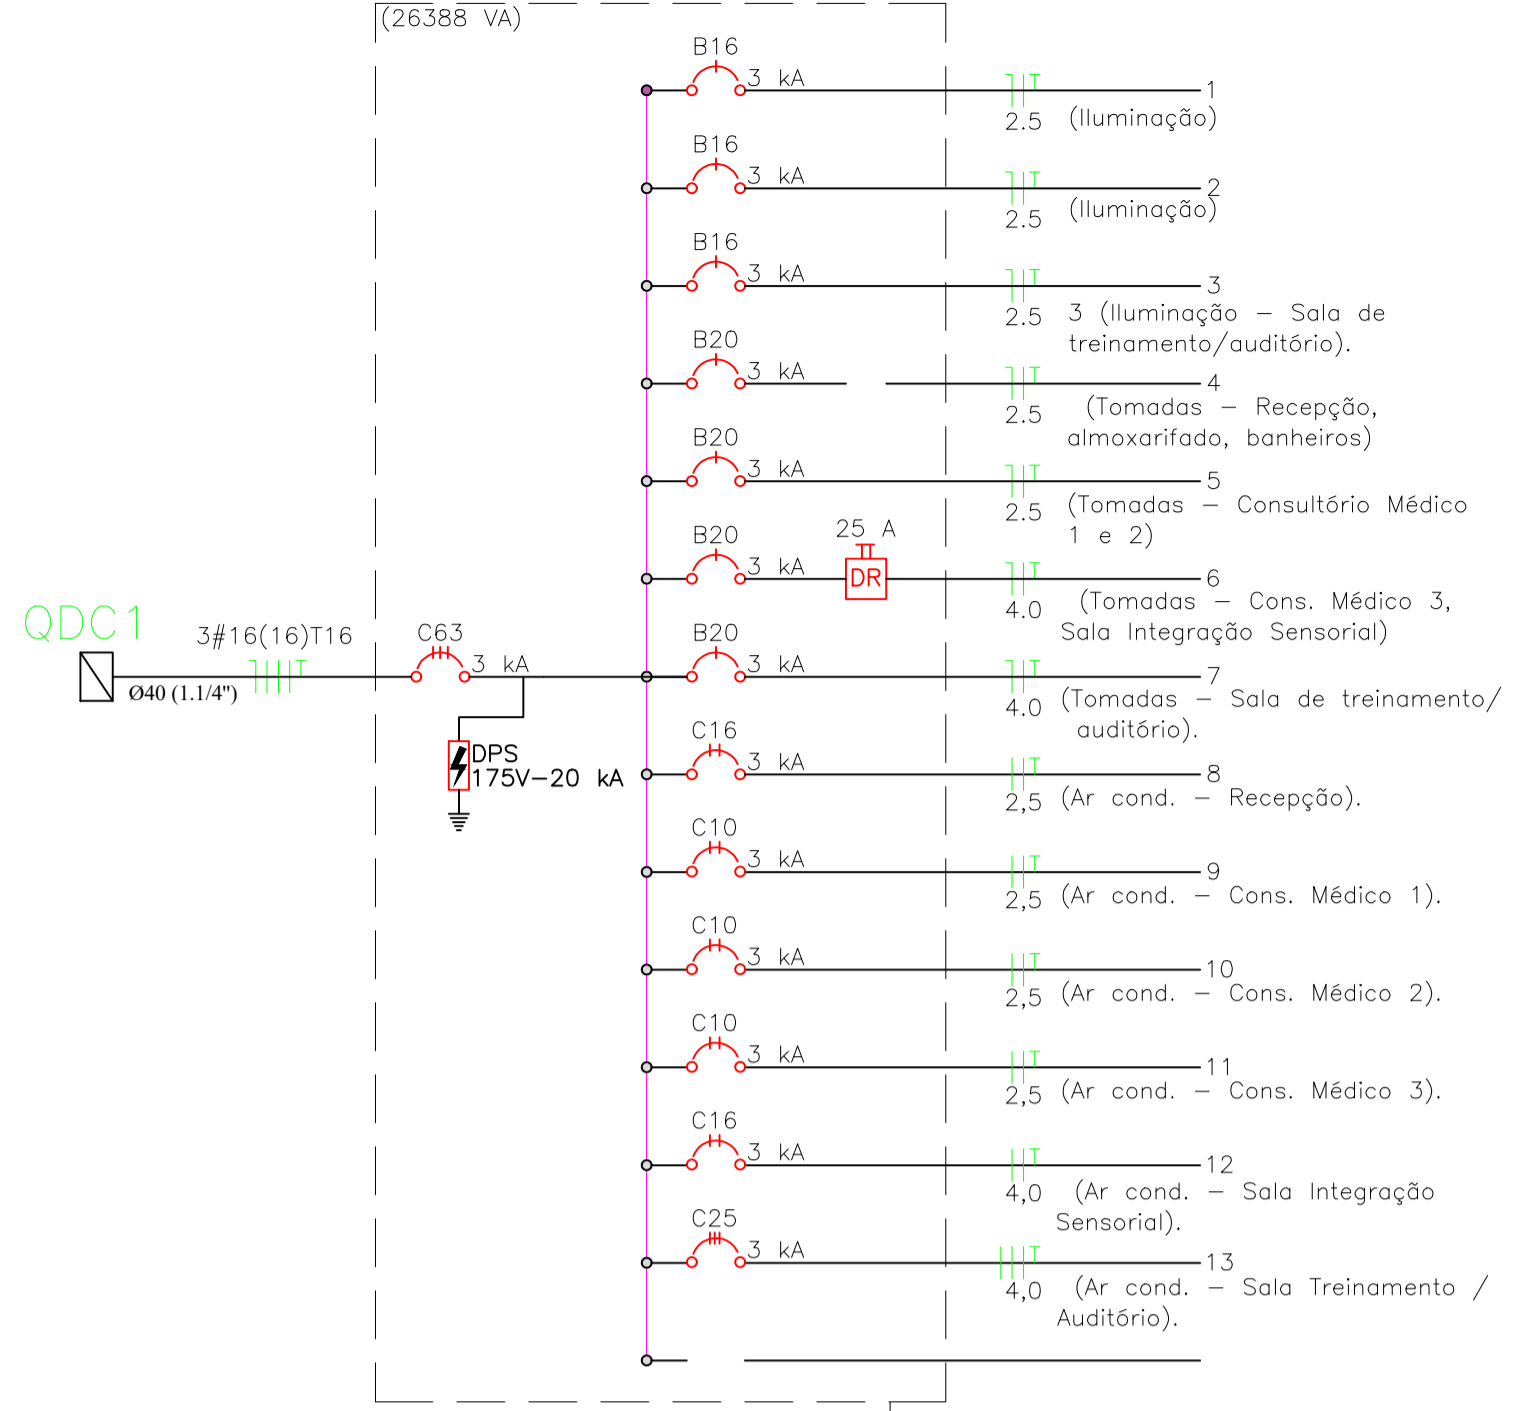 (26388 VA)
B16
3 kA
1
2.5
(Iluminação)
B16
3 kA
2
2.5
(Iluminação)
B16
3 kA
3
2.5
3 (Iluminação – Sala de
treinamento/auditório).
B20
3 kA
4
2.5
(Tomadas – Recepção,
almoxarifado, banheiros)
B20
3 kA
5
2.5
(Tomadas – Consultório Médico
1 e 2)
B20
3 kA
25 A
DR
6
4.0
(Tomadas – Cons. Médico 3,
Sala Integração Sensorial)
QDC1
3#16(16)T16
Ø40 (1.1/4")
C63
3 kA
DPS
175V–20 kA
B20
3 kA
7
4.0
(Tomadas – Sala de treinamento/
auditório).
C16
3 kA
8
2,5
(Ar cond. – Recepção).
C10
3 kA
9
2,5
(Ar cond. – Cons. Médico 1).
C10
3 kA
10
2,5
(Ar cond. – Cons. Médico 2).
C10
3 kA
11
2,5
(Ar cond. – Cons. Médico 3).
C16
3 kA
12
4,0
(Ar cond. – Sala Integração
Sensorial).
C25
3 kA
13
4,0
(Ar cond. – Sala Treinamento /
Auditório).